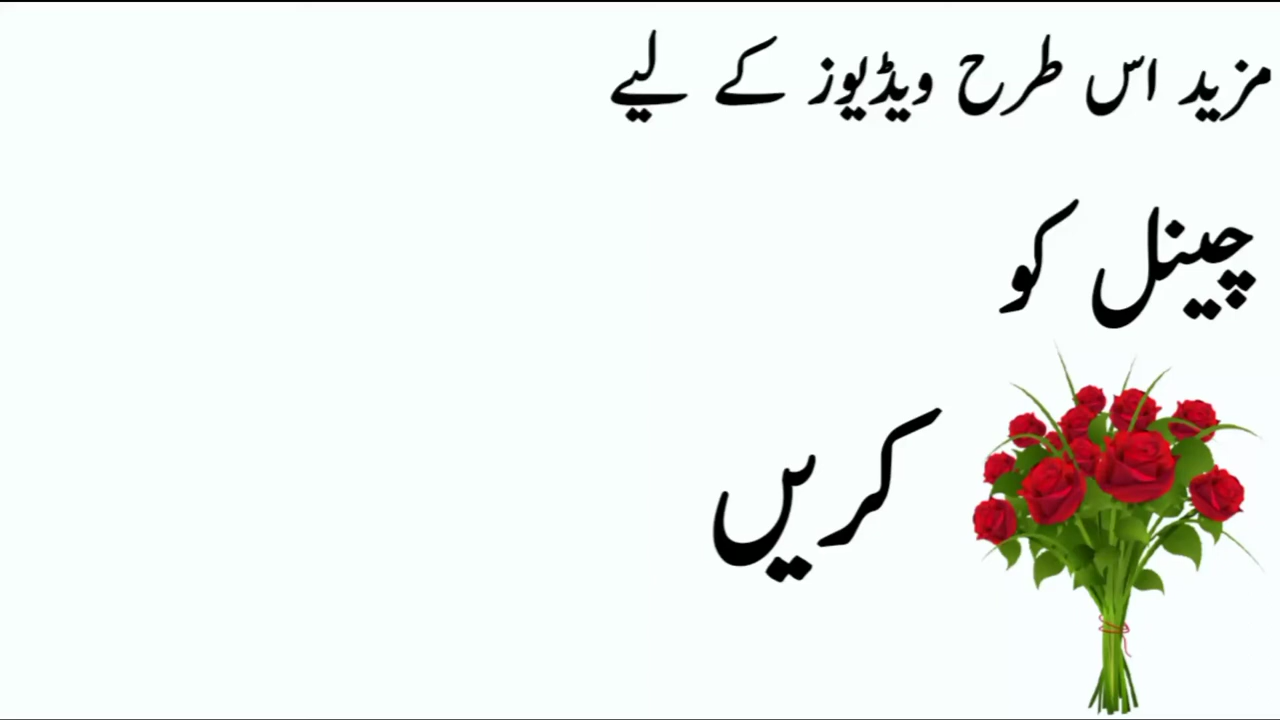 مزید اس طرح ویڈیوز کے لیے
چینل کو
کریں